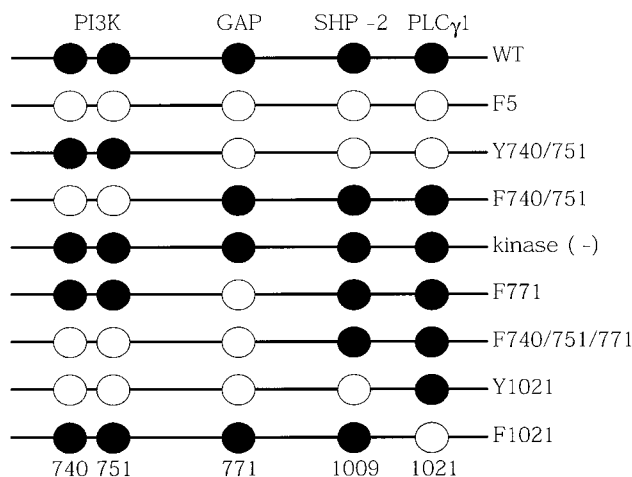 PI3K GAP SHP -2 PLCγ1
WT
F5
Y740/751
F740/751
kinase ( -)
F771
F740/751/771
Y1021
F1021
740 751 771 1009 1021